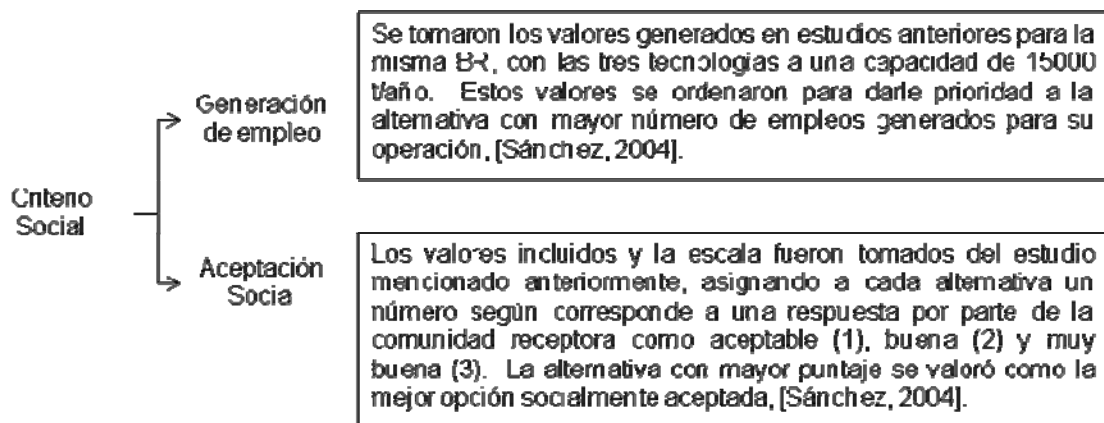 Criterio
Social
Generación
de empleo
Se tomaron los valores generados en estudios anteriores para la
misma BR, con las tres tecnologías a una capacidad de 15000
t/año. Estos valores se ordenaron para darle prioridad a la
alternativa con mayor número de empleos generados para su
operación, [Sánchez, 2004].
Aceptación
Socia
Los valores incluidos y la escala fueron tomados del estudio
mencionado anteriormente, asignando a cada alternativa un
número según corresponde a una respuesta por parte de la
comunidad receptora como aceptable (1), buena (2) y muy
buena (3). La alternativa con mayor puntaje se valoró como la
mejor opción socialmente aceptada, [Sánchez, 2004].